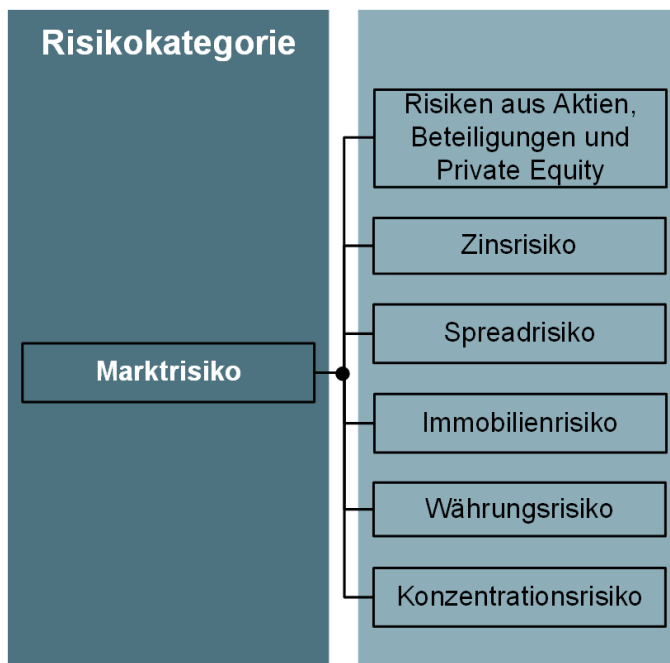 Risikokategorie
Risiken aus Aktien,
Beteiligungen und
Private Equity
Zinsrisiko
Spreadrisiko
Marktrisiko
Immobilienrisiko
Währungsrisiko
Konzentrationsrisiko